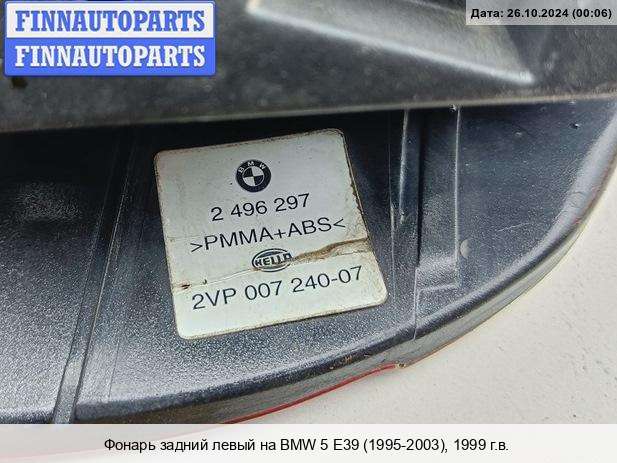 FINNAUTOPARTS
FINNAUTOPARTS
Дата: 26.10.2024 (00:06)
BMW
2 496 297
>PMMA+ABS<
HELLA
2VP 007 240-07
Фонарь задний левый на BMW 5 E39 (1995-2003), 1999 г.в.